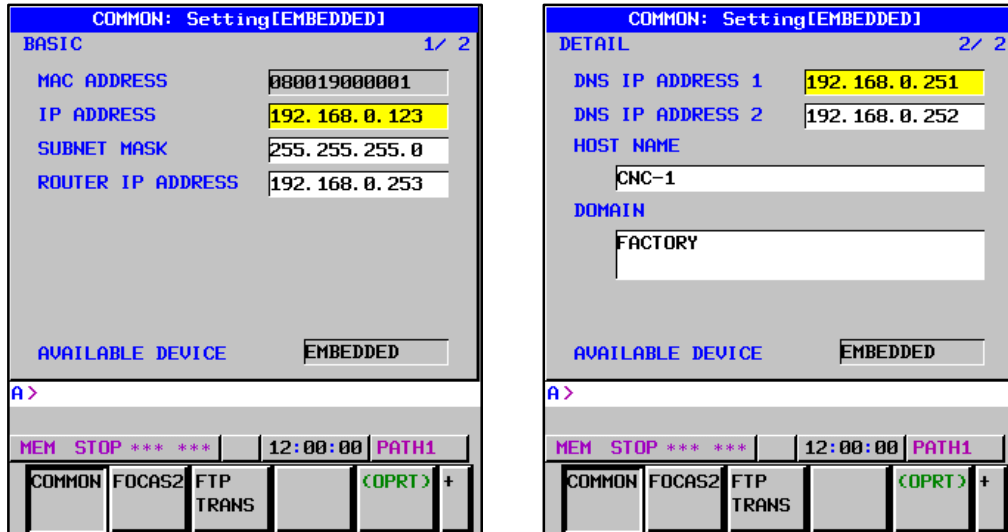 COMMON: Setting[EMBEDDED]
BASIC 1/ 2
MAC ADDRESS 080019000001
IP ADDRESS 192.168.0.123
SUBNET MASK 255.255.255.0
ROUTER IP ADDRESS 192.168.0.253
AVAILABLE DEVICE EMBEDDED
A>
MEM STOP *** *** 12:00:00 PATH1
COMMON FOCAS2 FTP TRANS (OPRT) +
COMMON: Setting[EMBEDDED]
DETAIL 2/ 2
DNS IP ADDRESS 1 192.168.0.251
DNS IP ADDRESS 2 192.168.0.252
HOST NAME
CNC-1
DOMAIN
FACTORY
AVAILABLE DEVICE EMBEDDED
A>
MEM STOP *** *** 12:00:00 PATH1
COMMON FOCAS2 FTP TRANS (OPRT) +